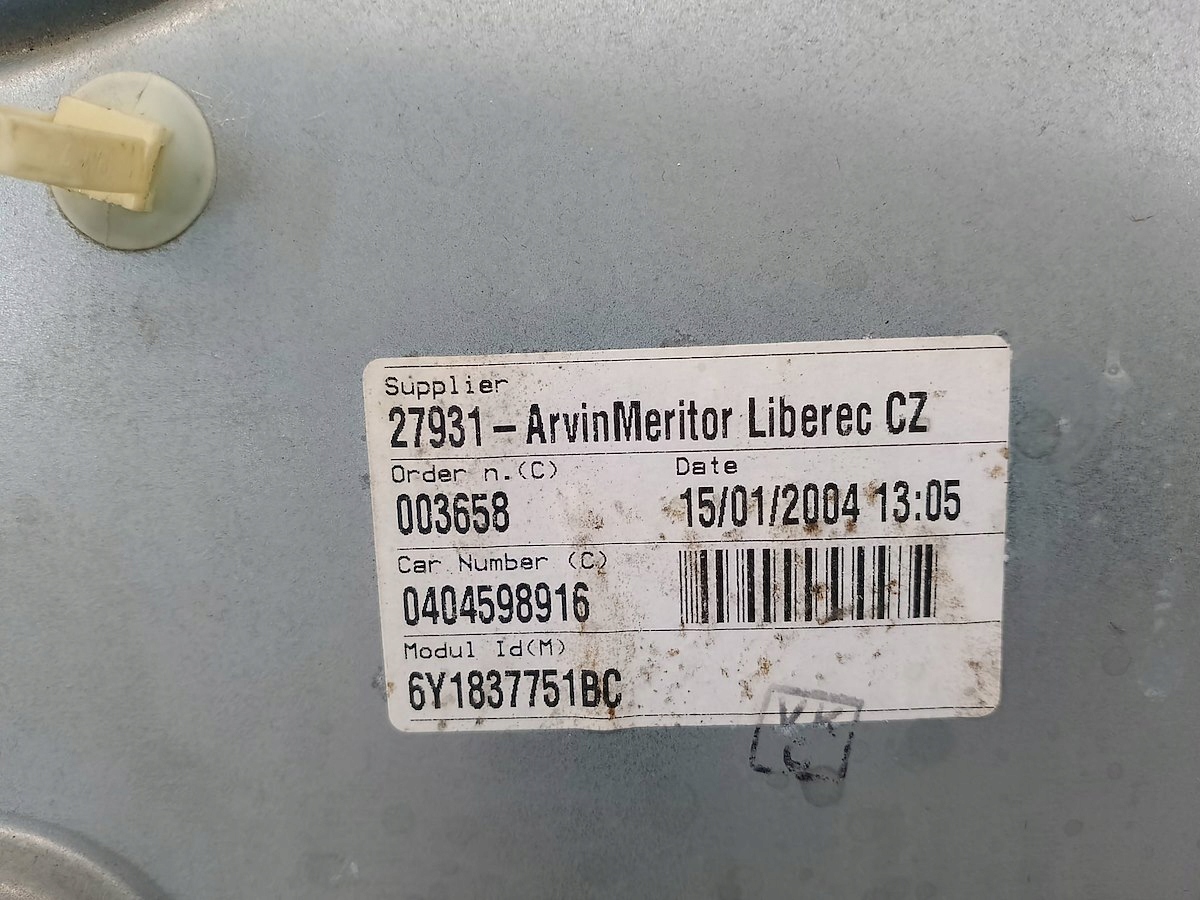 Supplier
27931-ArvinMeritor Liberec CZ
Order n.(C) Date
003658 15/01/2004 13:05
Car Number (C)
0404598916
Modul Id(M)
6Y1837751BC